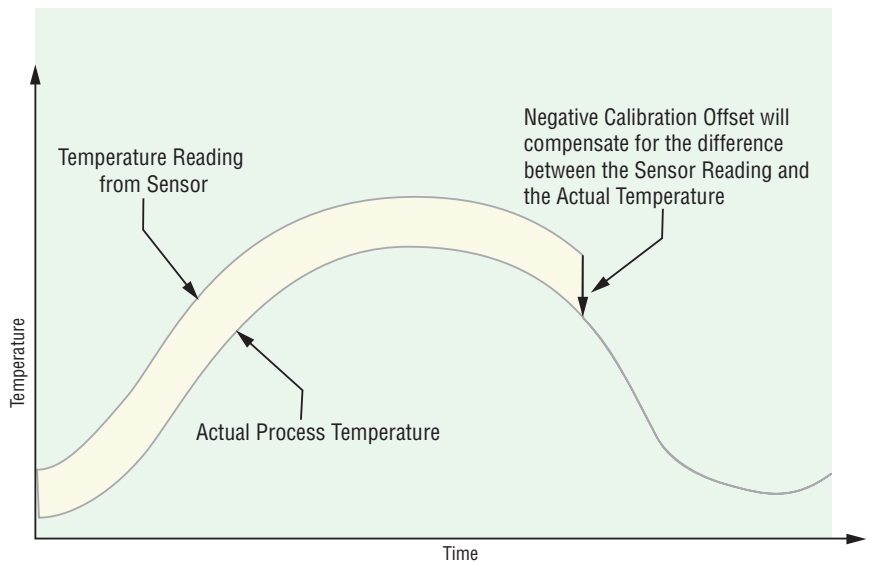 Negative Calibration Offset will
compensate for the difference
between the Sensor Reading and
the Actual Temperature
Temperature Reading
from Sensor
Temperature
Actual Process Temperature
Time